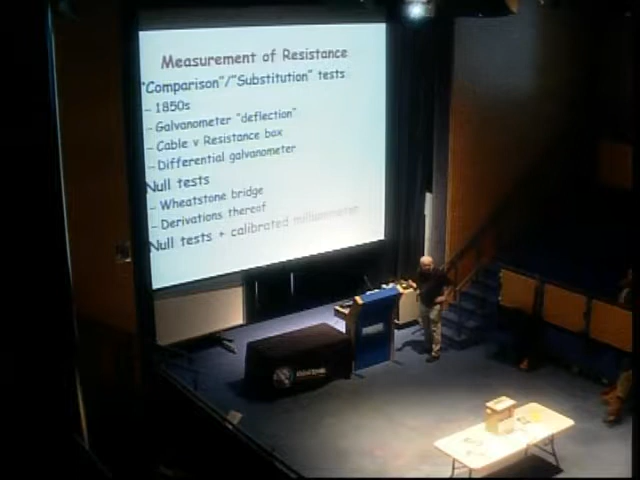 Measurement of Resistance
"Comparison"/"Substitution" tests
- 1850s
- Galvanometer "deflection"
- Cable v Resistance box
- Differential galvanometer
Null tests
- Wheatstone bridge
- Derivations thereof
Null tests + calibrated milliammeter